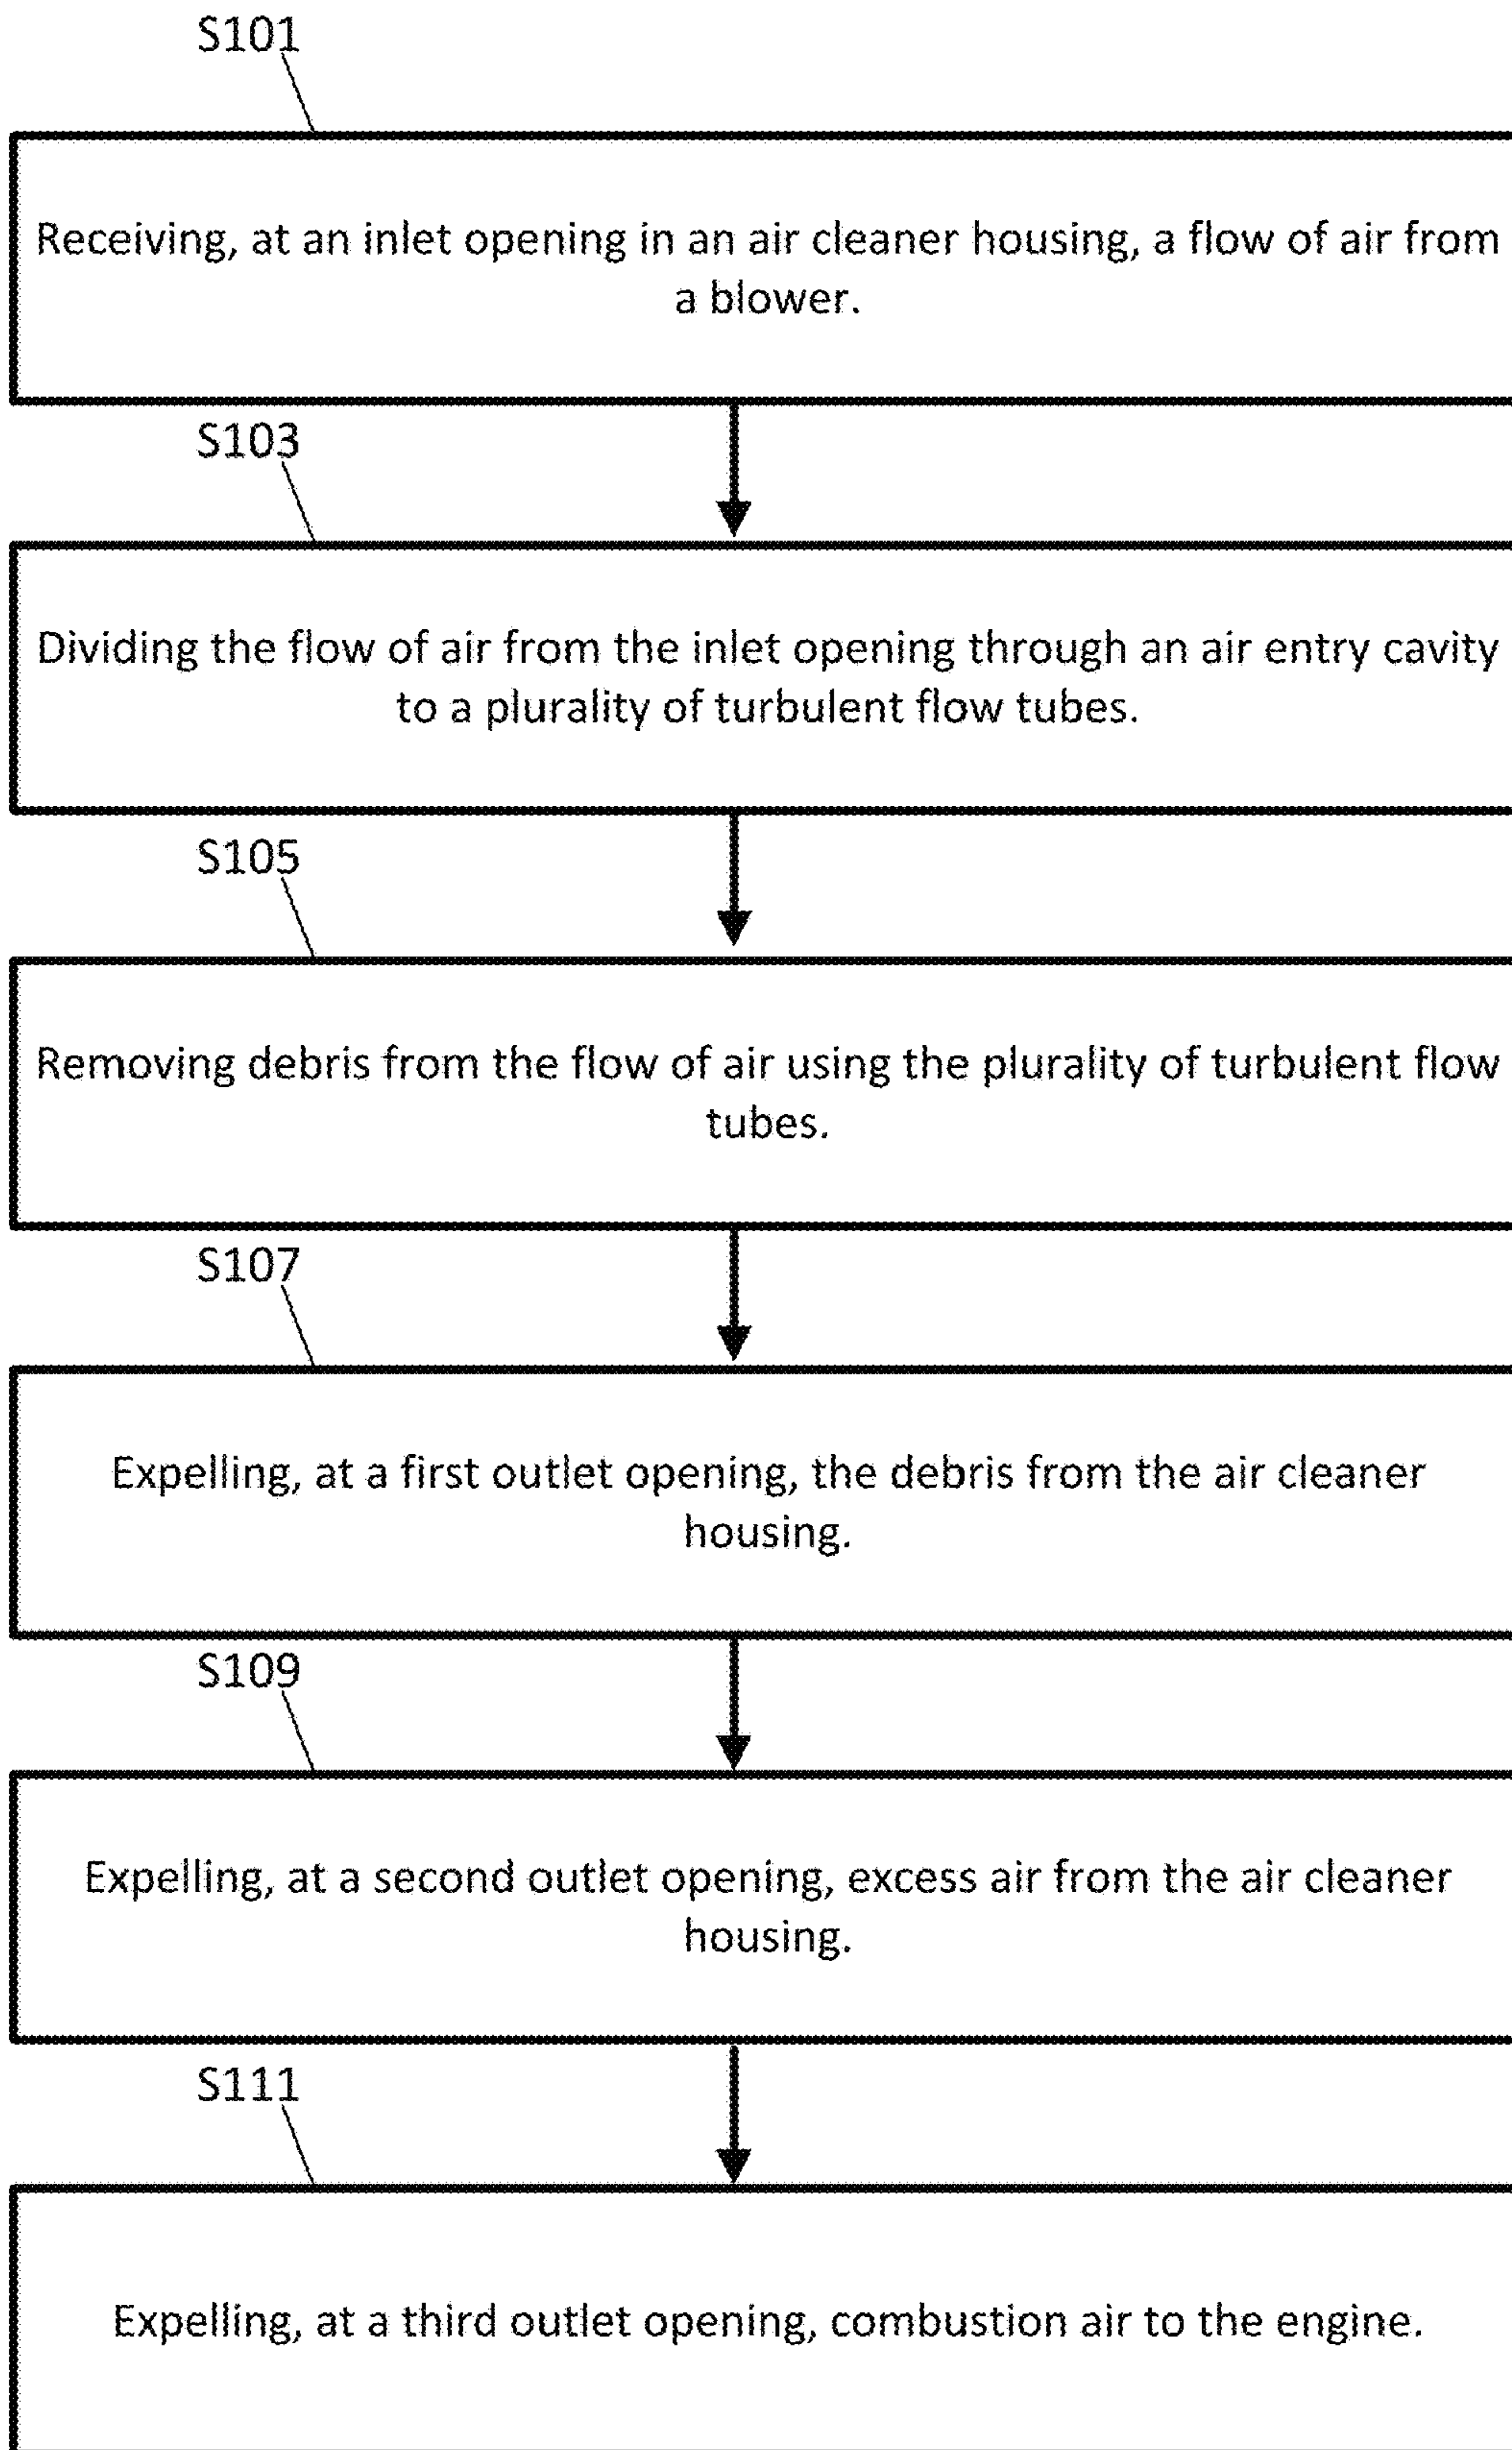 S101
Receiving, at an inlet opening in an air cleaner housing, a flow of air from
a blower.
S103
Dividing the flow of air from the inlet opening through an air entry cavity
to a plurality of turbulent flow tubes.
S105
Removing debris from the flow of air using the plurality of turbulent flow
tubes.
S107
Expelling, at a first outlet opening, the debris from the air cleaner
housing.
S109
Expelling, at a second outlet opening, excess air from the air cleaner
housing.
S111
Expelling, at a third outlet opening, combustion air to the engine.